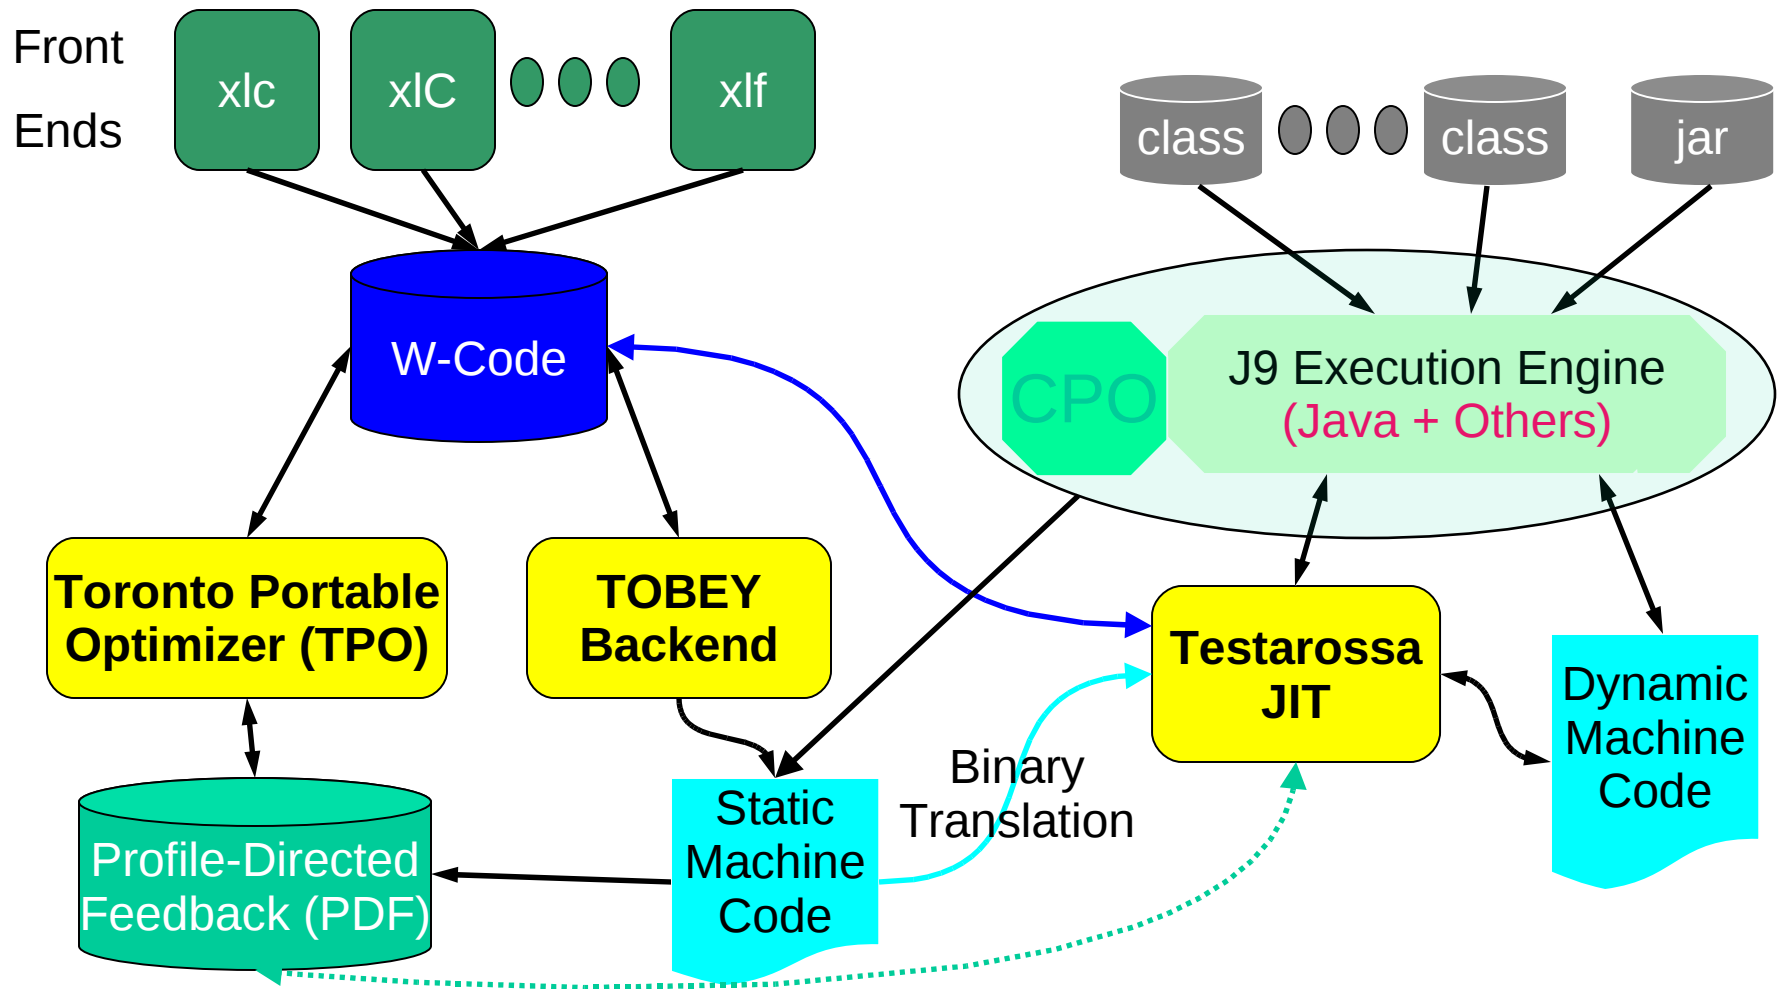 Front
Ends
xlc
xlC
xlf
class
class
jar
W-Code
CPO
J9 Execution Engine
(Java + Others)
Toronto Portable
Optimizer (TPO)
TOBEY
Backend
Testarossa
JIT
Dynamic
Machine
Code
Binary
Translation
Static
Machine
Code
Profile-Directed
Feedback (PDF)